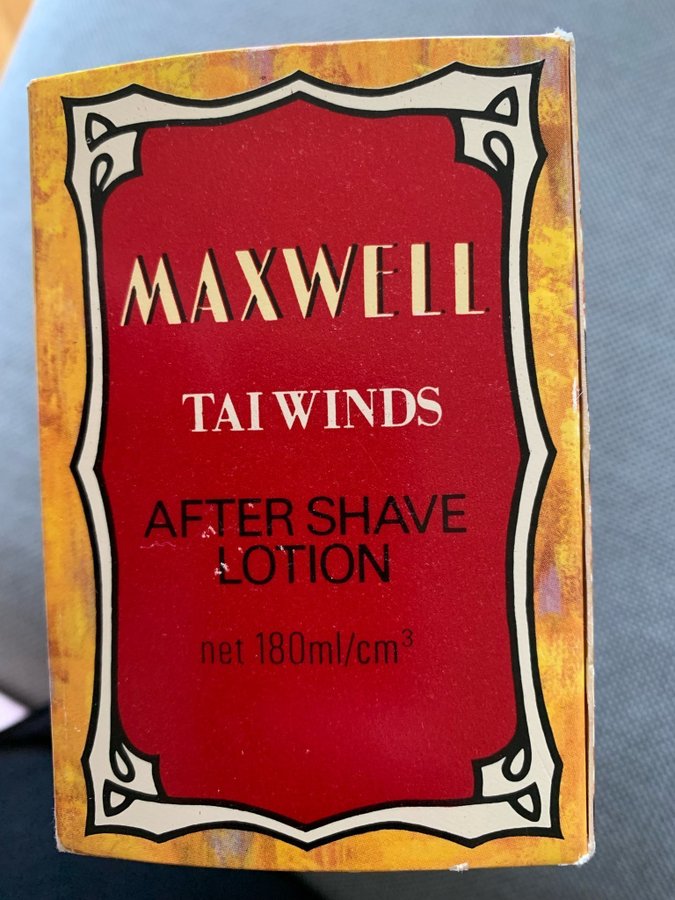 MAXWELL
TAI WINDS
AFTER SHAVE
LOTION
net 180ml/cm³